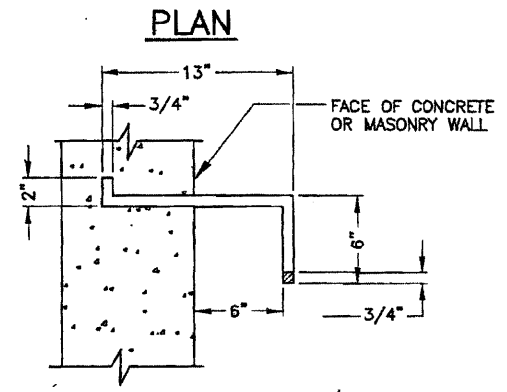 PLAN
13"
3/4"
FACE OF CONCRETE
OR MASONRY WALL
2"
6"
6"
3/4"